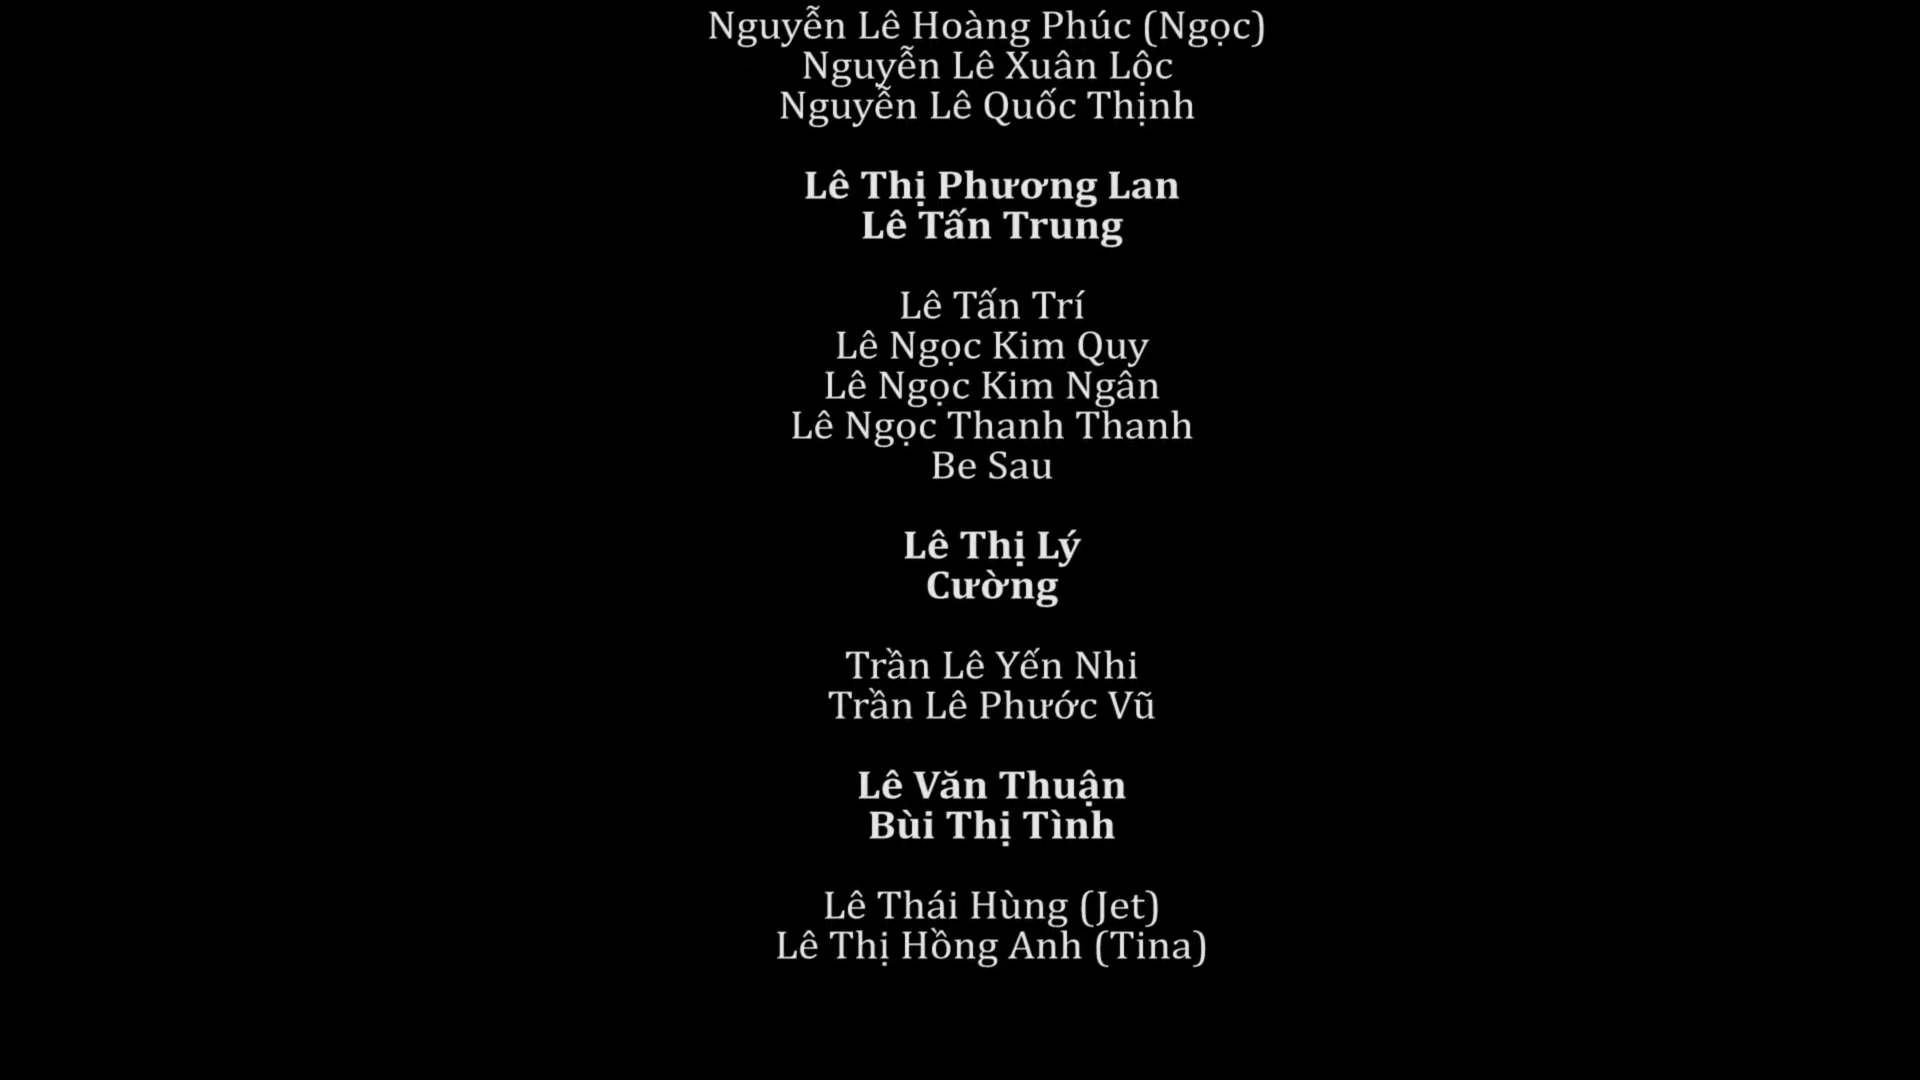 Nguyễn Lê Hoàng Phúc (Ngọc)
Nguyễn Lê Xuân Lộc
Nguyễn Lê Quốc Thịnh
Lê Thị Phương Lan
Lê Tấn Trung
Lê Tấn Trí
Lê Ngọc Kim Quy
Lê Ngọc Kim Ngân
Lê Ngọc Thanh Thanh
Be Sau
Lê Thị Lý
Cường
Trần Lê Yến Nhi
Trần Lê Phước Vũ
Lê Văn Thuận
Bùi Thị Tình
Lê Thái Hùng (Jet)
Lê Thị Hồng Anh (Tina)